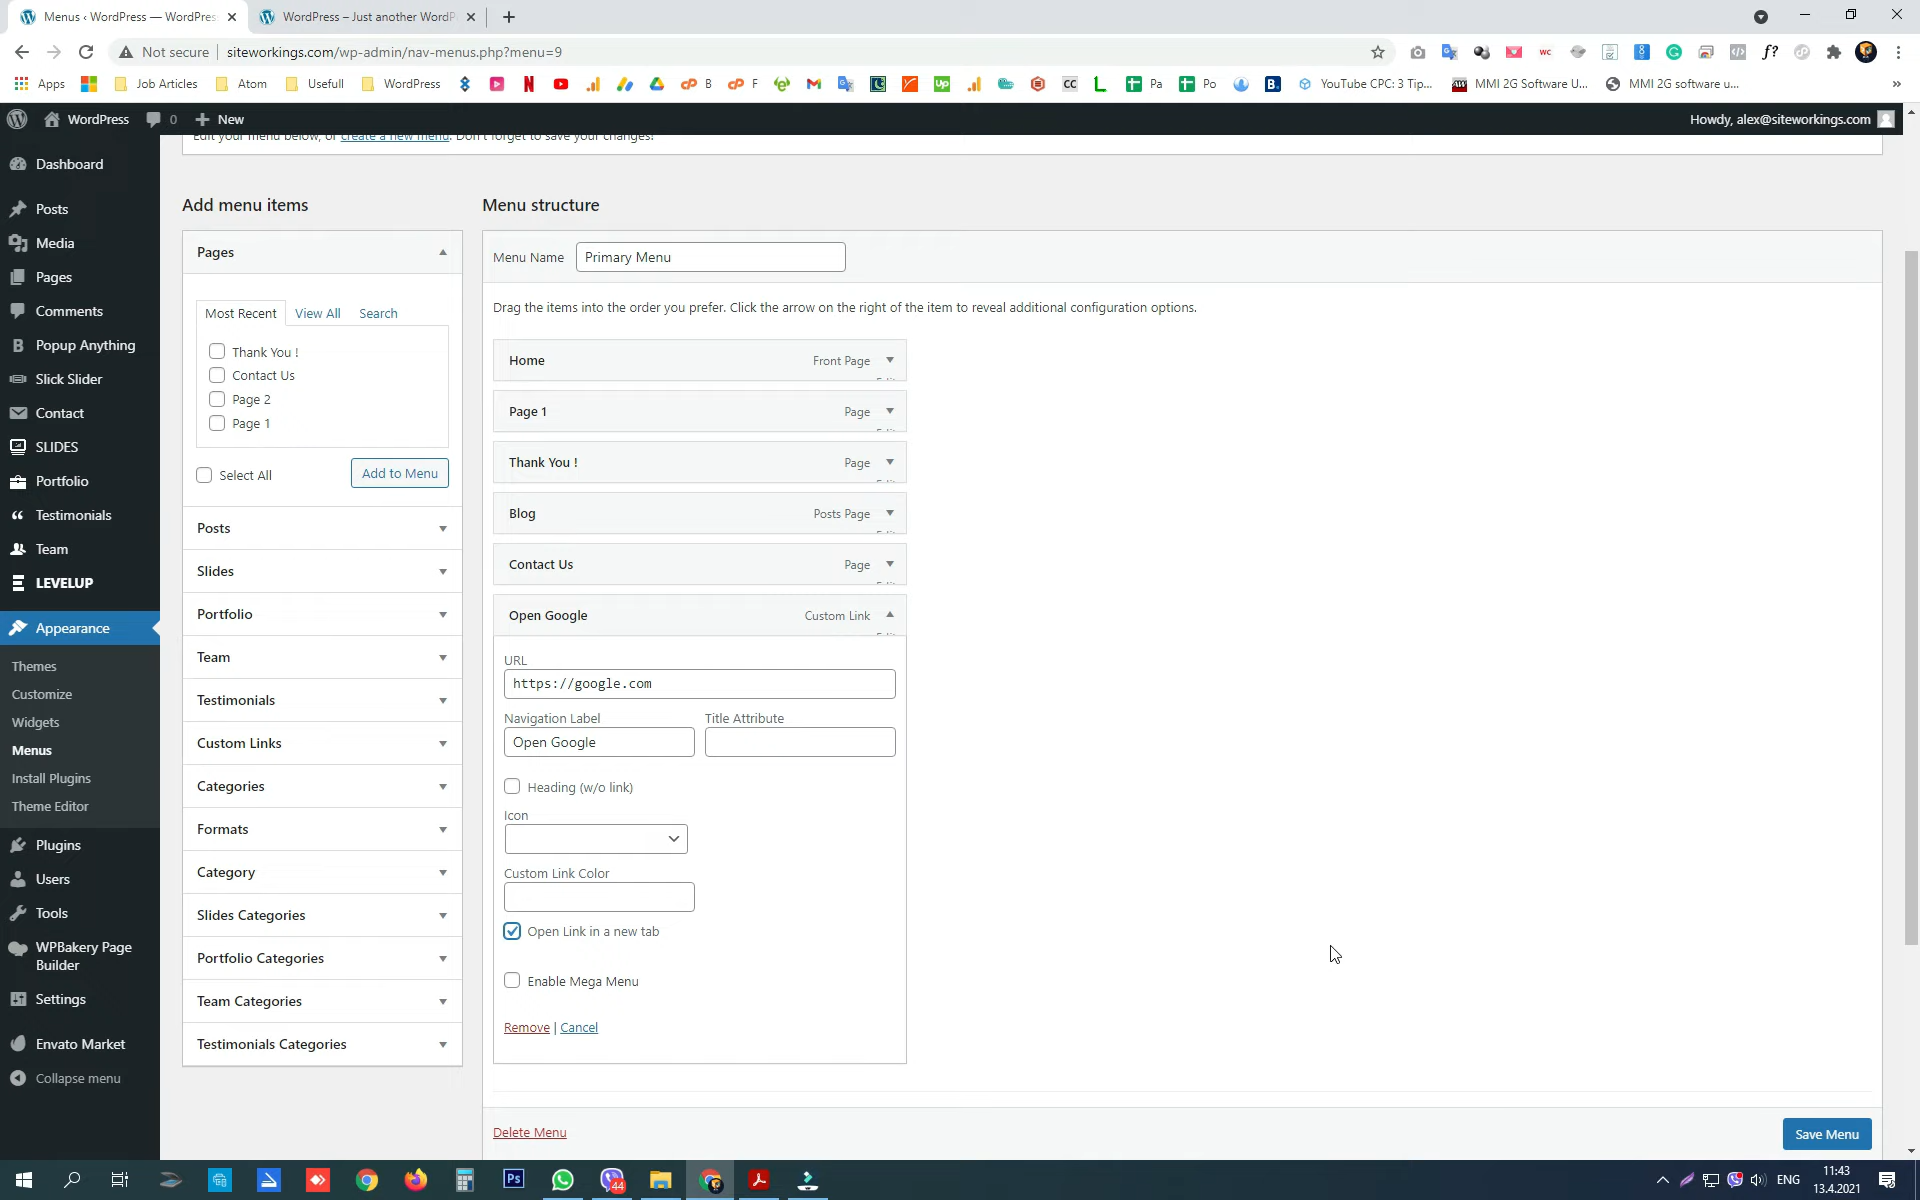 Menus ‹ WordPress — WordPres
WordPress – Just another WordP
Not secure
siteworkings.com/wp-admin/nav-menus.php?menu=9
Apps
Job Articles
Atom
Usefull
WordPress
B
F
Pa
Po
YouTube CPC: 3 Tip...
MMI 2G Software U...
MMI 2G software u...
WordPress
0
New
Howdy, alex@siteworkings.com
Edit your menu below, or create a new menu. Don't forget to save your changes!
Dashboard
Posts
Media
Pages
Comments
Popup Anything
Slick Slider
Contact
SLIDES
Portfolio
Testimonials
Team
LEVELUP
Appearance
Themes
Customize
Widgets
Menus
Install Plugins
Theme Editor
Plugins
Users
Tools
WPBakery Page
Builder
Settings
Envato Market
Collapse menu
Add menu items
Pages
Most Recent
View All
Search
Thank You !
Contact Us
Page 2
Page 1
Select All
Add to Menu
Posts
Slides
Portfolio
Team
Testimonials
Custom Links
Categories
Formats
Category
Slides Categories
Portfolio Categories
Team Categories
Testimonials Categories
Menu structure
Menu Name
Primary Menu
Drag the items into the order you prefer. Click the arrow on the right of the item to reveal additional configuration options.
Home
Front Page
Page 1
Page
Thank You !
Page
Blog
Posts Page
Contact Us
Page
Open Google
Custom Link
URL
https://google.com
Navigation Label
Title Attribute
Open Google
Heading (w/o link)
Icon
Custom Link Color
Open Link in a new tab
Enable Mega Menu
Remove | Cancel
Delete Menu
Save Menu
Ps
44
ENG
11:43
13.4.2021